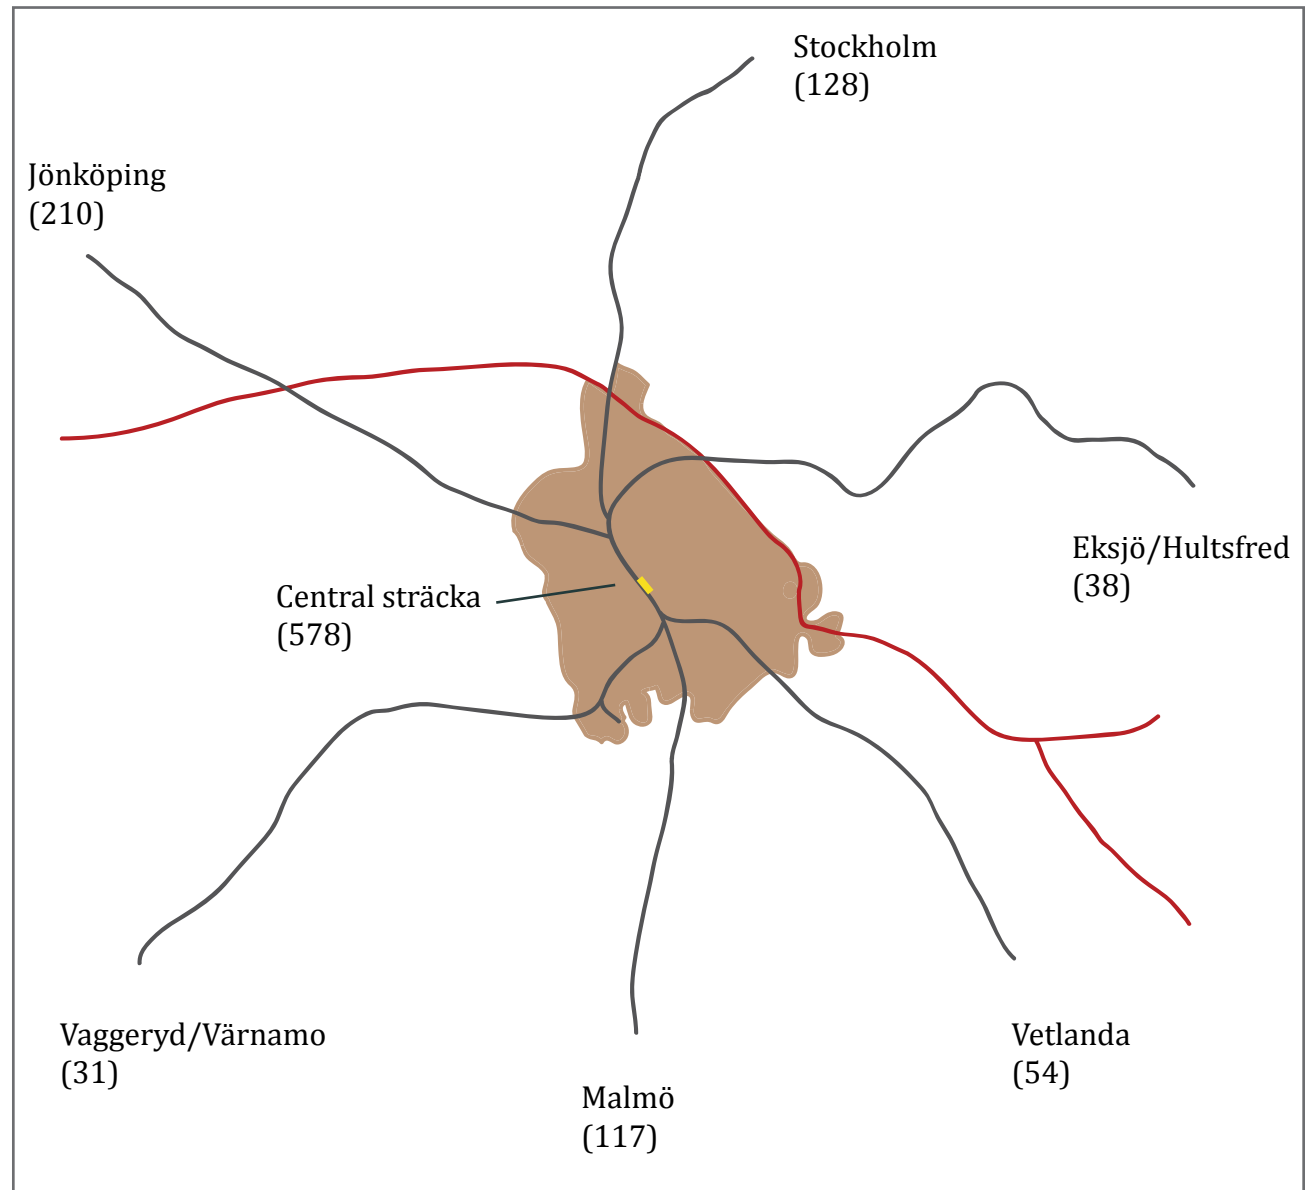 Stockholm
(128)
Jönköping
(210)
Eksjö/Hultsfred
(38)
Central sträcka
(578)
Vaggeryd/Värnamo
(31)
Vetlanda
(54)
Malmö
(117)